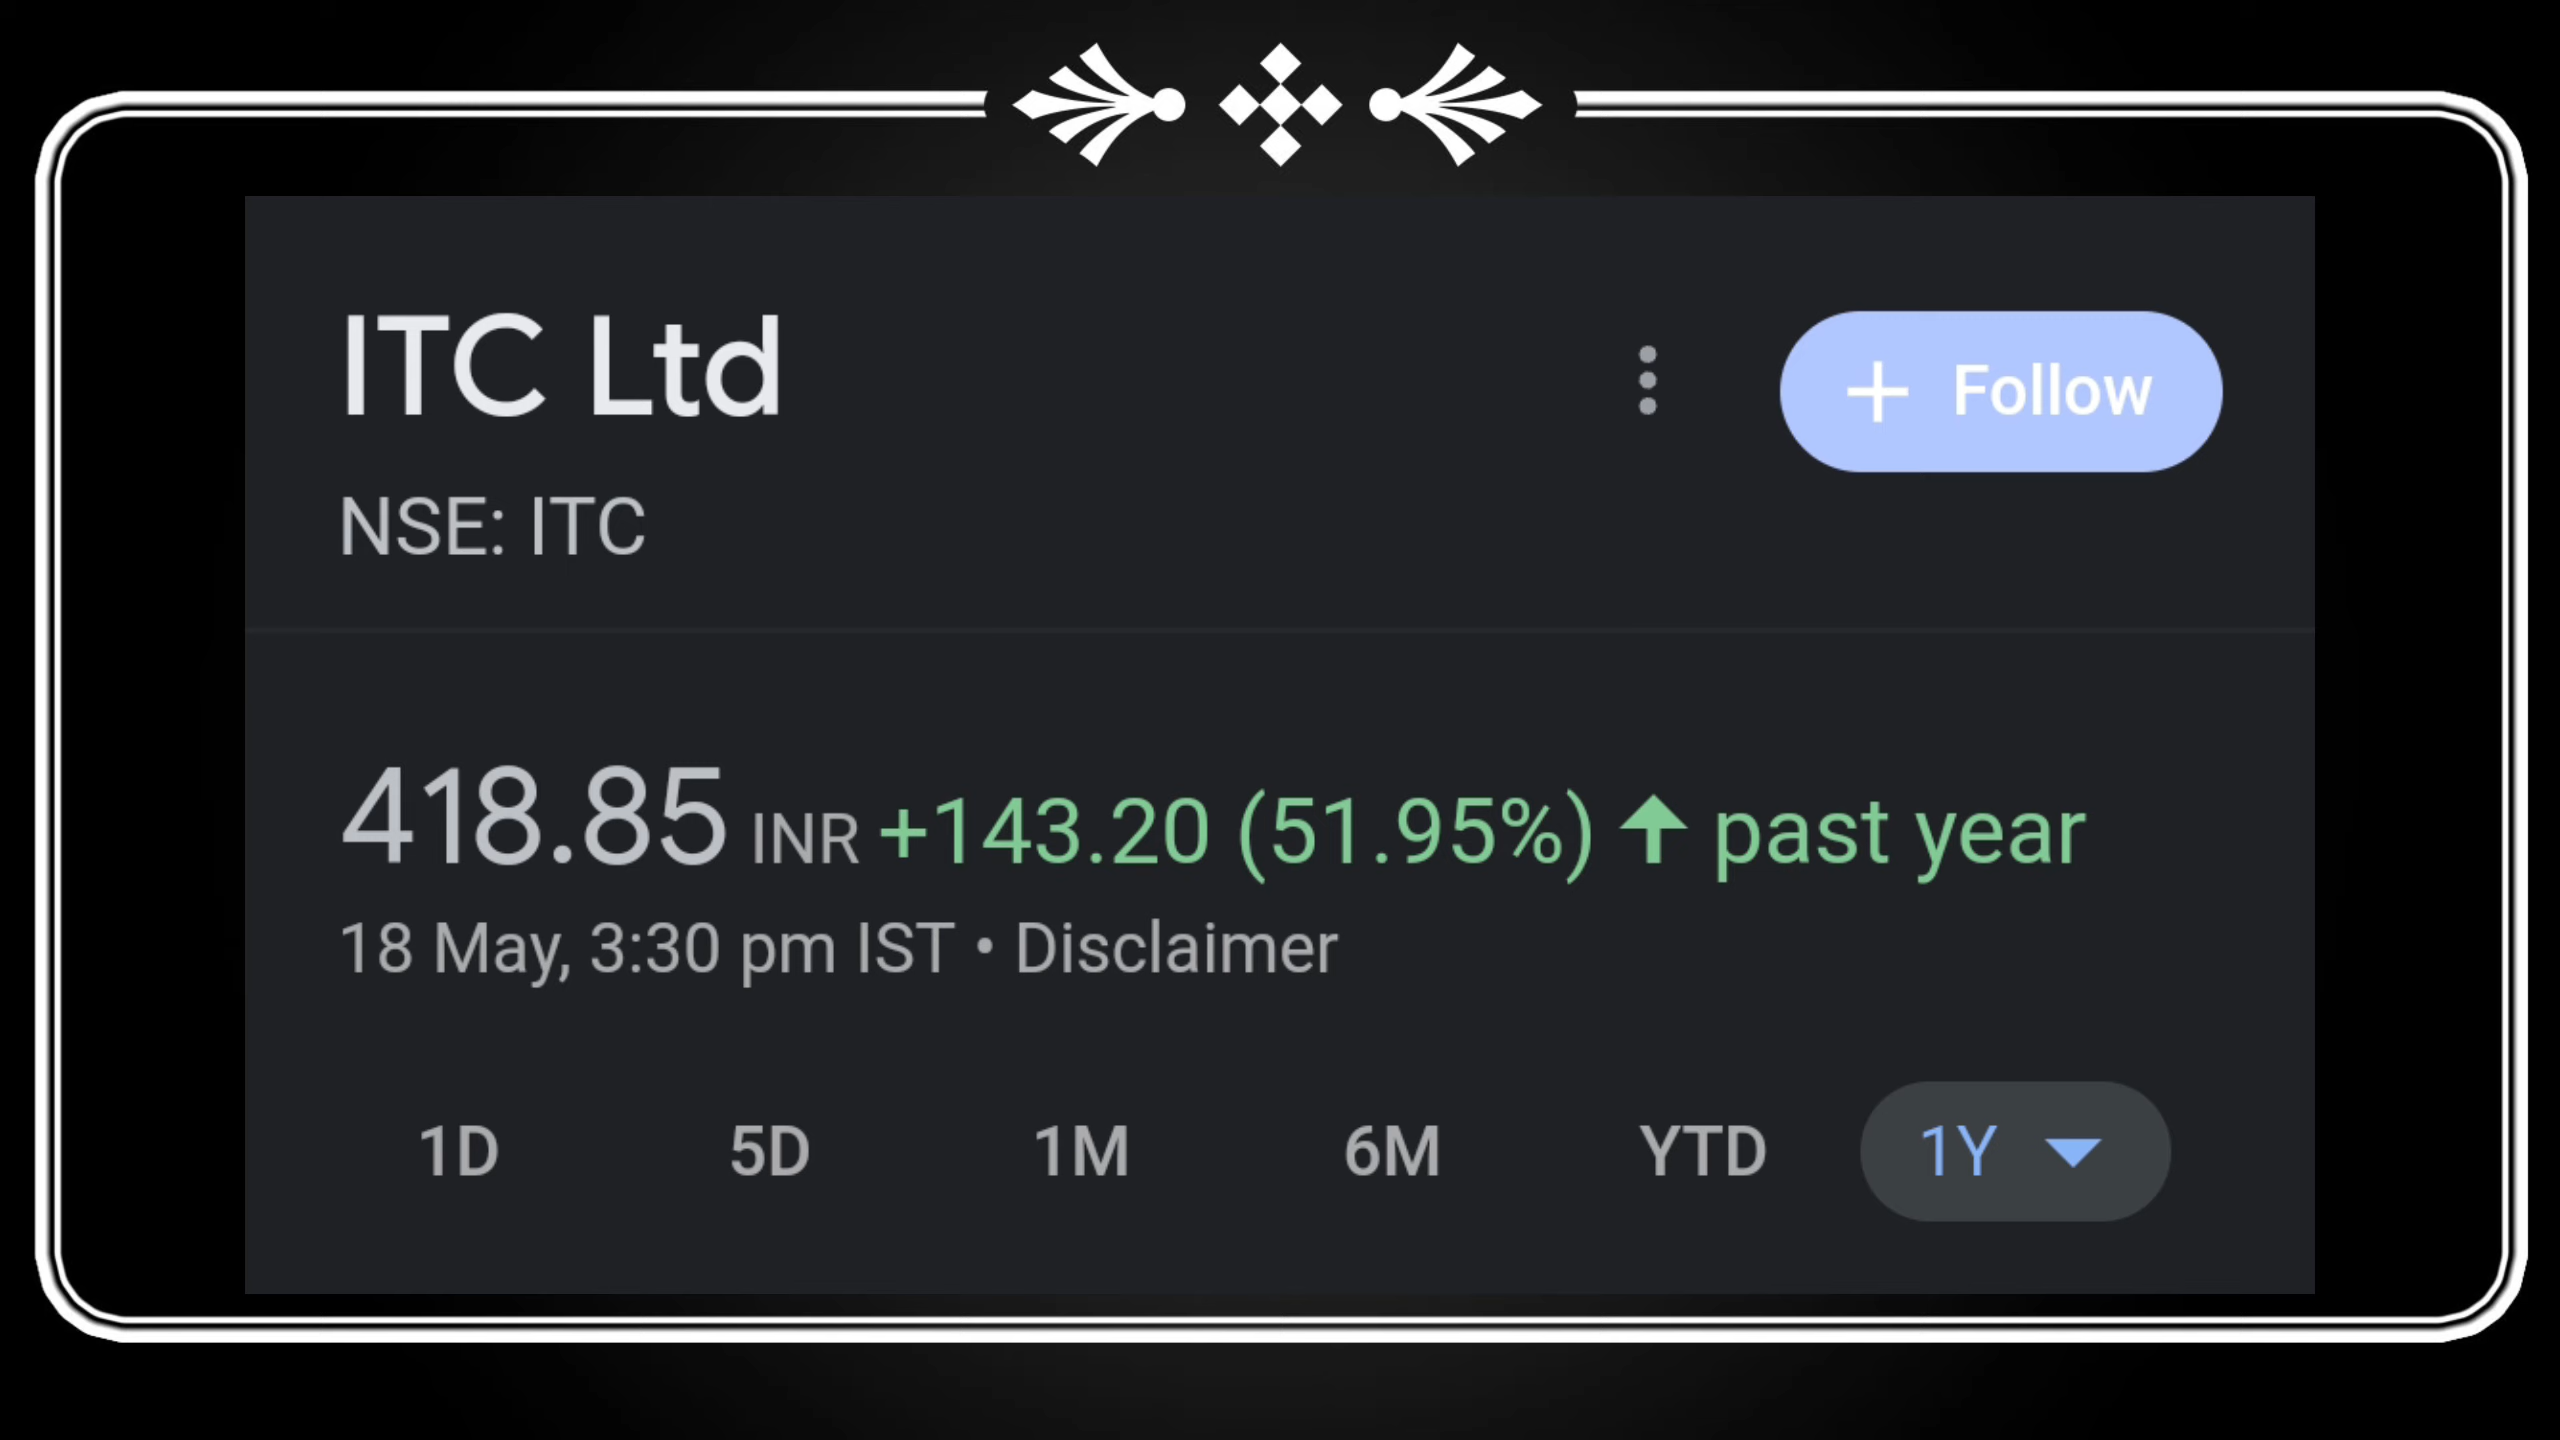 ITC Ltd
+ Follow
NSE: ITC
418.85 INR +143.20 (51.95%) ↑ past year
18 May, 3:30 pm IST • Disclaimer
1D 5D 1M 6M YTD 1Y